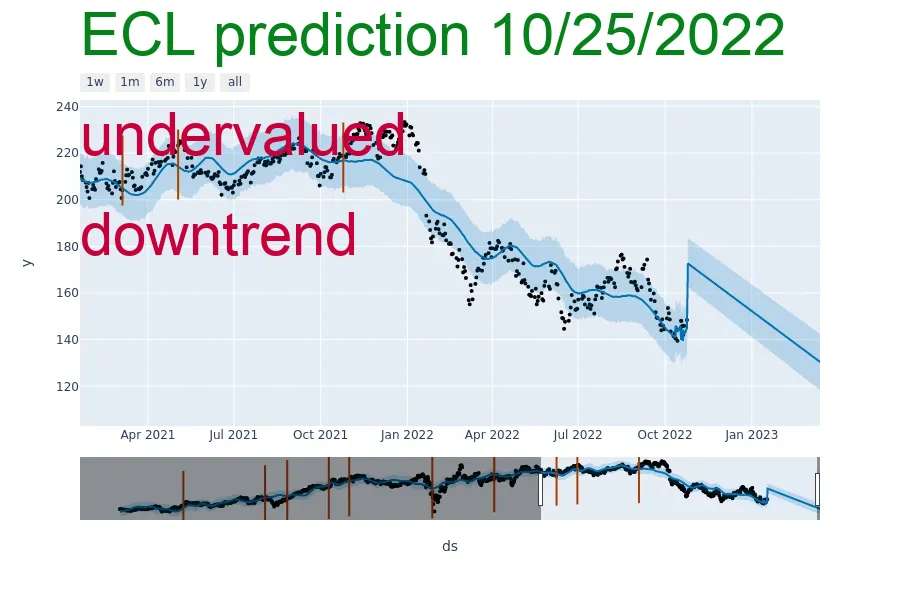 ECL prediction 10/25/2022
1w 1m 6m 1y all
240
undervalued
220
200
downtrend
180
y
160
140
120
Apr 2021 Jul 2021 Oct 2021 Jan 2022 Apr 2022 Jul 2022 Oct 2022 Jan 2023
ds